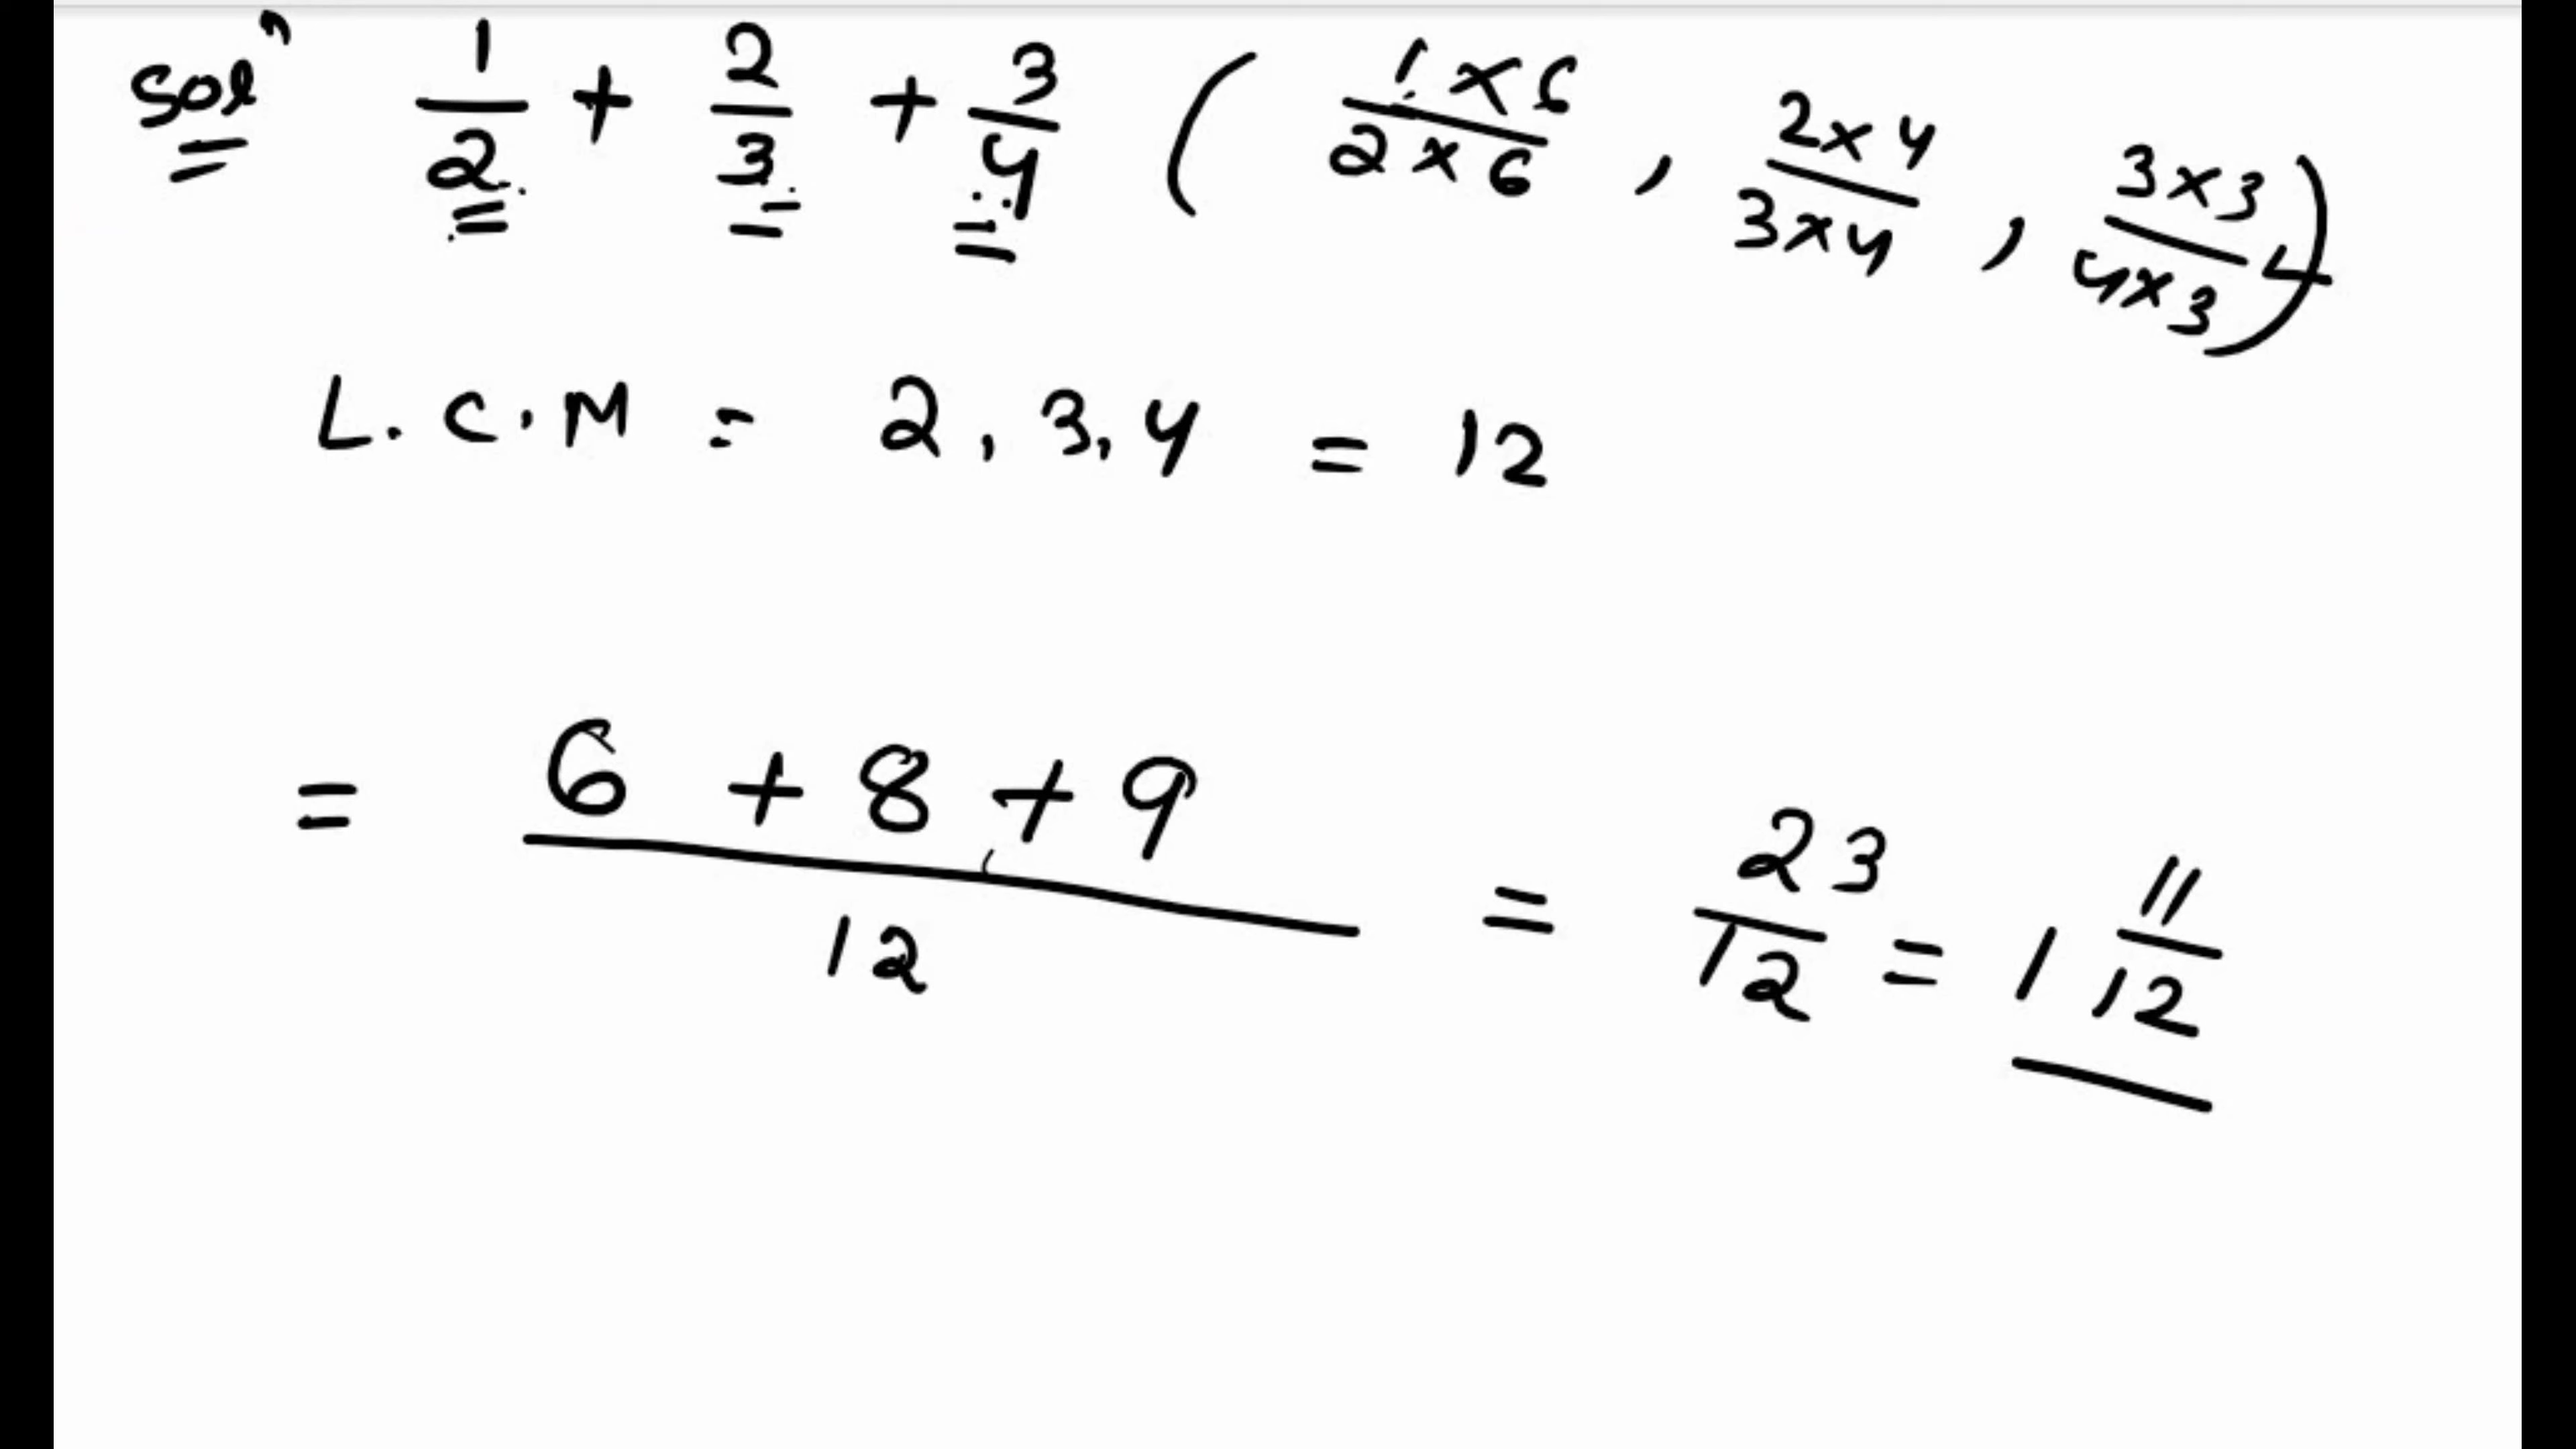 Solⁿ 1/2 + 2/3 + 3/4 ( 1×6/2×6 , 2×4/3×4 , 3×3/4×3 )
L.C.M = 2, 3, 4 = 12
= 6 + 8 + 9/12 = 23/12 = 1 11/12